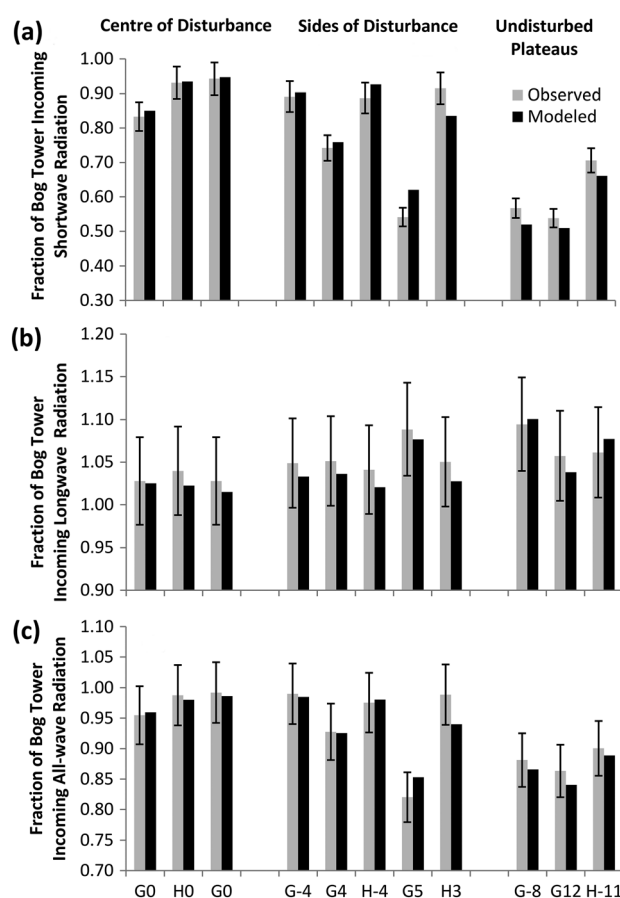 Centre of Disturbance
Sides of Disturbance
Undisturbed
Plateaus
(a)
Fraction of Bog Tower Incoming
Shortwave Radiation
1.00
0.90
0.80
0.70
0.60
0.50
0.40
0.30
Observed
Modeled
(b)
Fraction of Bog Tower
Incoming Longwave Radiation
1.20
1.15
1.10
1.05
1.00
0.95
0.90
(c)
Fraction of Bog Tower
Incoming All-wave Radiation
1.10
1.05
1.00
0.95
0.90
0.85
0.80
0.75
0.70
G0 H0 G0 G-4 G4 H-4 G5 H3 G-8 G12 H-11